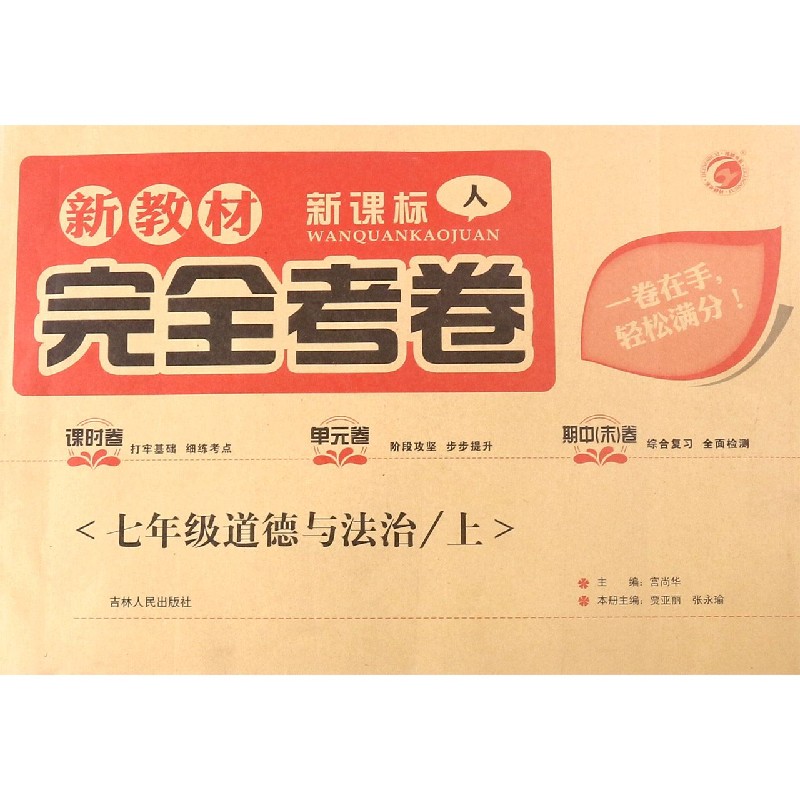 新教材
新课标 人
WANQUANKAOJUAN
完全考卷
一卷在手，
轻松满分！
课时卷 打牢基础 细练考点
单元卷 阶段攻坚 步步提升
期中(末)卷 综合复习 全面检测
<七年级道德与法治/上>
主 编：宫尚华
本册主编：贾亚丽 张永瑜
吉林人民出版社